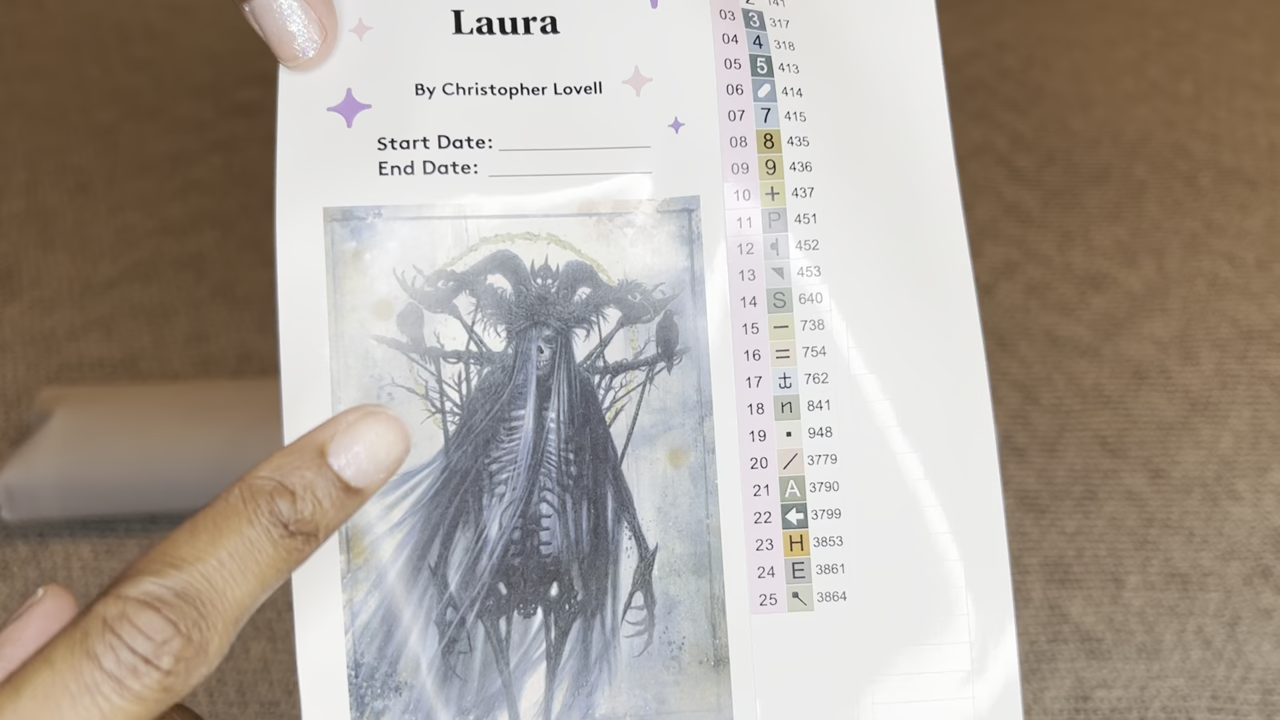 Laura
By Christopher Lovell
Start Date:
End Date:
141
03 3 317
04 4 318
05 5 413
06 414
07 7 415
08 8 435
09 9 436
10 + 437
11 P 451
12 452
13 453
14 S 640
15 − 738
16 = 754
17 762
18 n 841
19 ▪ 948
20 / 3779
21 A 3790
22 3799
23 H 3853
24 E 3861
25 3864